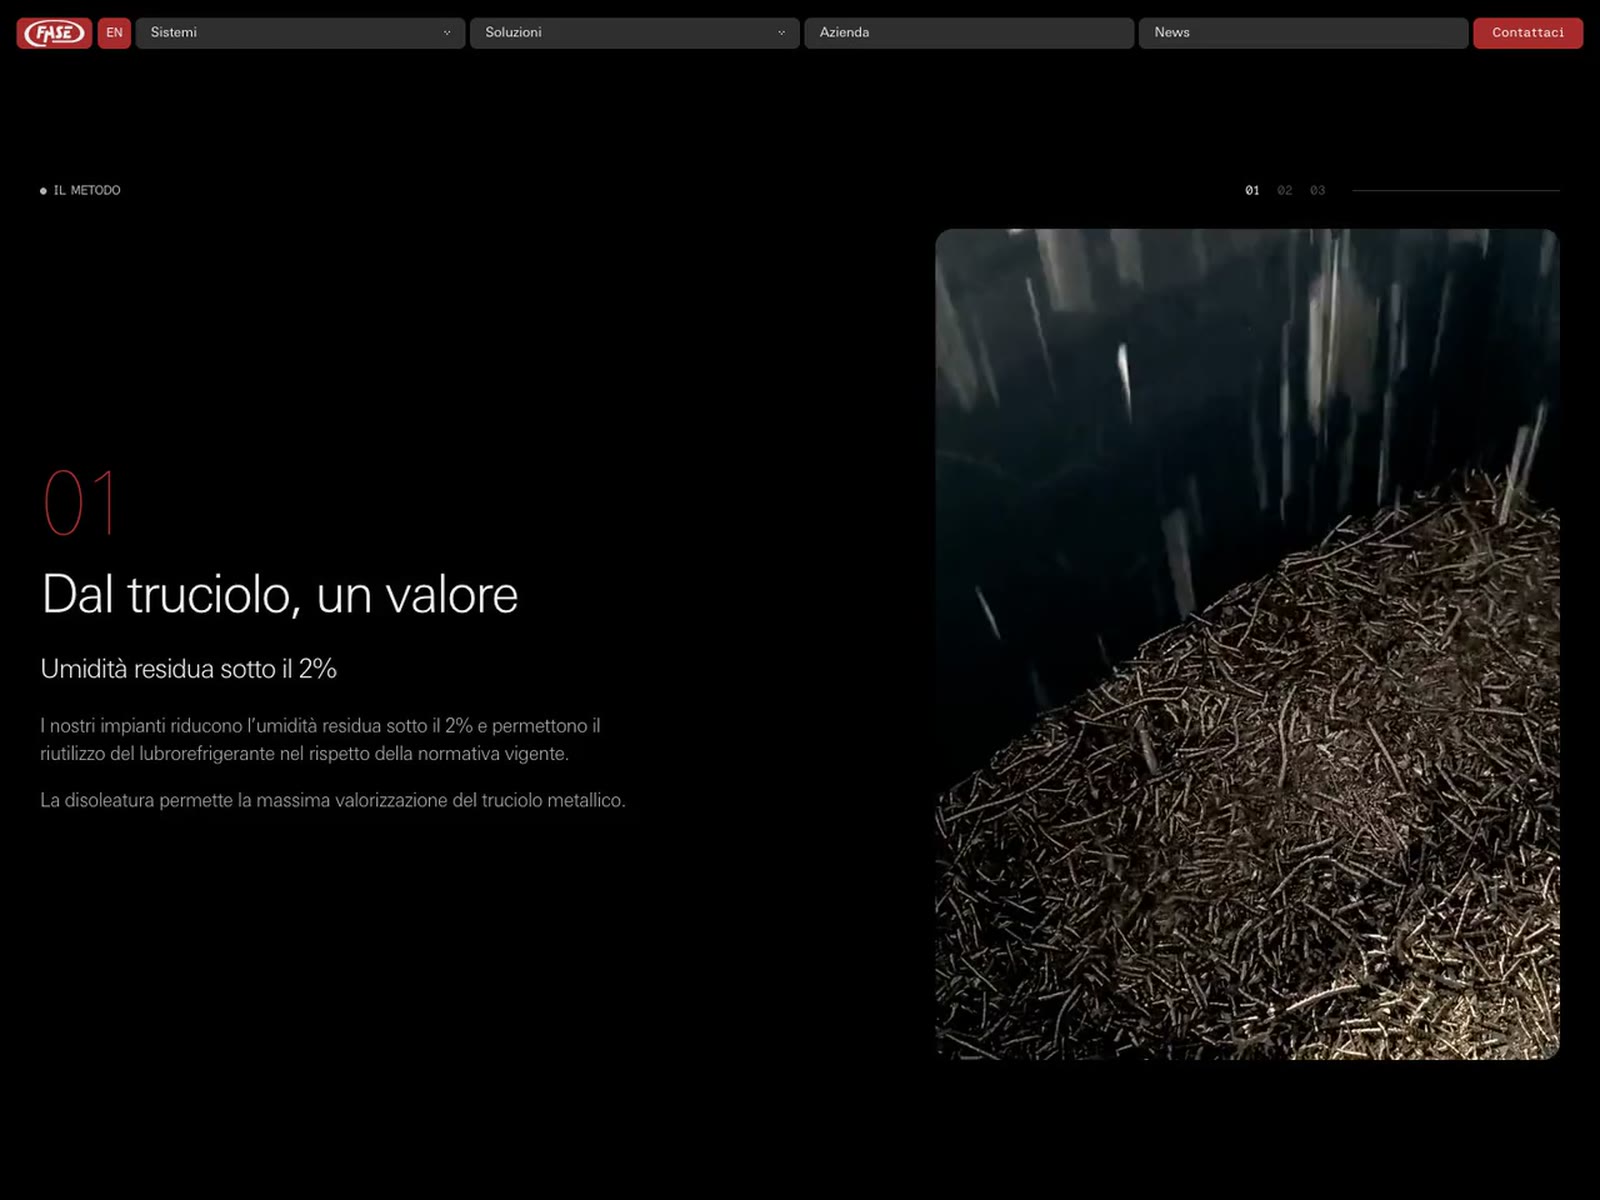 FASE
EN
Sistemi
Soluzioni
Azienda
News
Contattaci
IL METODO
01 02 03
01
Dal truciolo, un valore
Umidità residua sotto il 2%
I nostri impianti riducono l’umidità residua sotto il 2% e permettono il
riutilizzo del lubrorefrigerante nel rispetto della normativa vigente.
La disoleatura permette la massima valorizzazione del truciolo metallico.